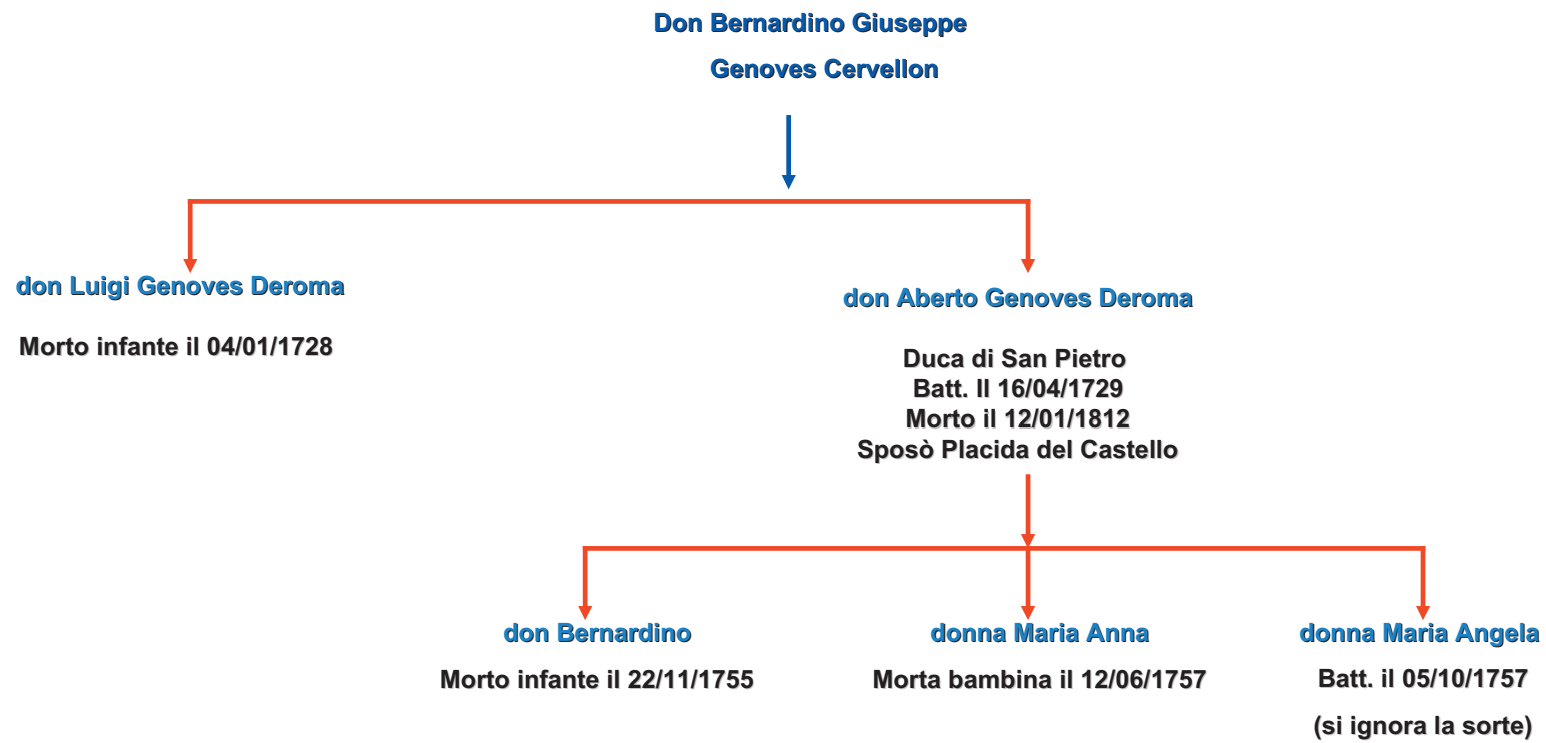 Don Bernardino Giuseppe
Genoves Cervellon
don Luigi Genoves Deroma
Morto infante il 04/01/1728
don Aberto Genoves Deroma
Duca di San Pietro
Batt. Il 16/04/1729
Morto il 12/01/1812
Sposò Placida del Castello
don Bernardino
Morto infante il 22/11/1755
donna Maria Anna
Morta bambina il 12/06/1757
donna Maria Angela
Batt. il 05/10/1757
(si ignora la sorte)